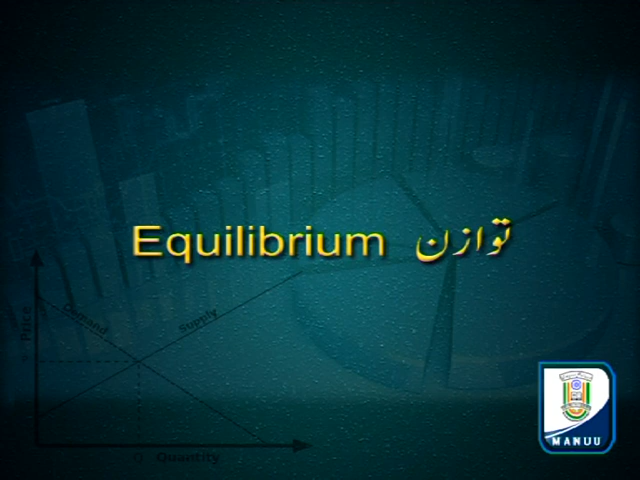 Equilibrium توازن
Price
Demand
Supply
Quantity
MANUU